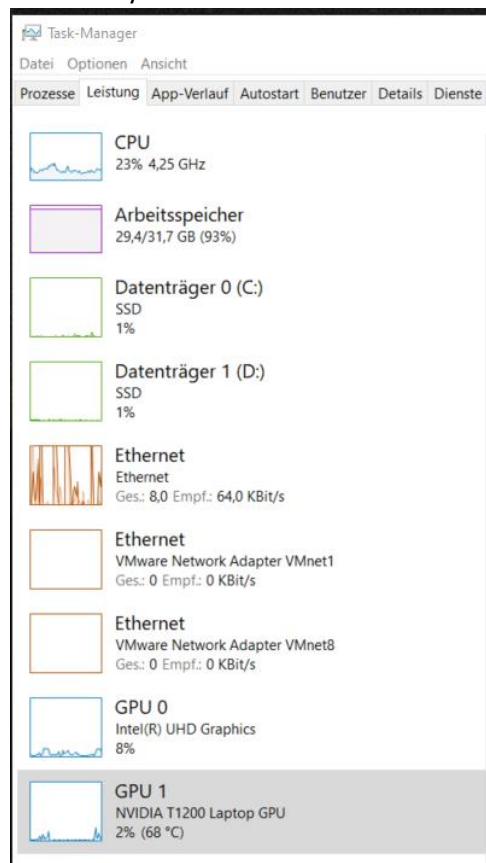 Task-Manager
Datei Optionen Ansicht
Prozesse Leistung App-Verlauf Autostart Benutzer Details Dienste
CPU
23% 4,25 GHz
Arbeitsspeicher
29,4/31,7 GB (93%)
Datenträger 0 (C:)
SSD
1%
Datenträger 1 (D:)
SSD
1%
Ethernet
Ethernet
Ges.: 8,0 Empf.: 64,0 KBit/s
Ethernet
VMware Network Adapter VMnet1
Ges.: 0 Empf.: 0 KBit/s
Ethernet
VMware Network Adapter VMnet8
Ges.: 0 Empf.: 0 KBit/s
GPU 0
Intel(R) UHD Graphics
8%
GPU 1
NVIDIA T1200 Laptop GPU
2% (68 °C)